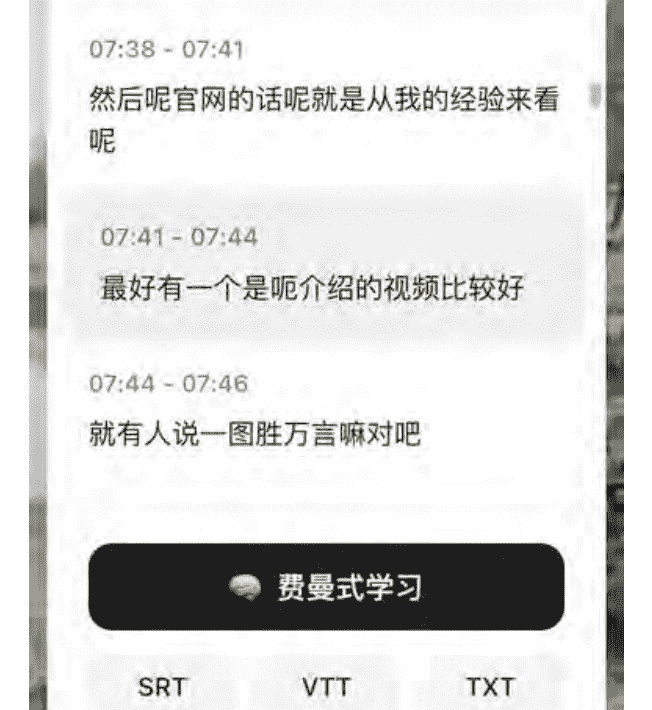 07:38 - 07:41
然后呢官网的话呢就是从我的经验来看
呢
07:41 - 07:44
最好有一个是呃介绍的视频比较好
07:44 - 07:46
就有人说一图胜万言嘛对吧
费曼式学习
SRT VTT TXT